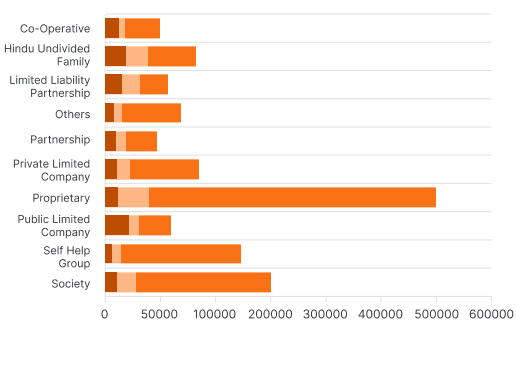 Co-Operative
Hindu Undivided
Family
Limited Liability
Partnership
Others
Partnership
Private Limited
Company
Proprietary
Public Limited
Company
Self Help
Group
Society
0 50000 100000 200000 300000 400000 500000 600000